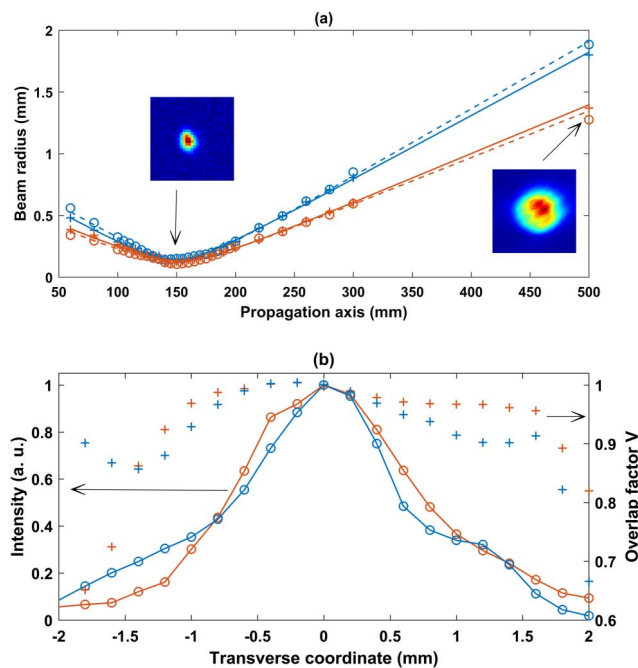 (a)
2
1.5
1
0.5
0
Beam radius (mm)
50 100 150 200 250 300 350 400 450 500
Propagation axis (mm)
(b)
1
0.8
0.6
0.4
0.2
0
Intensity (a. u.)
1
0.9
0.8
0.7
0.6
Overlap factor V
-2 -1.5 -1 -0.5 0 0.5 1 1.5 2
Transverse coordinate (mm)